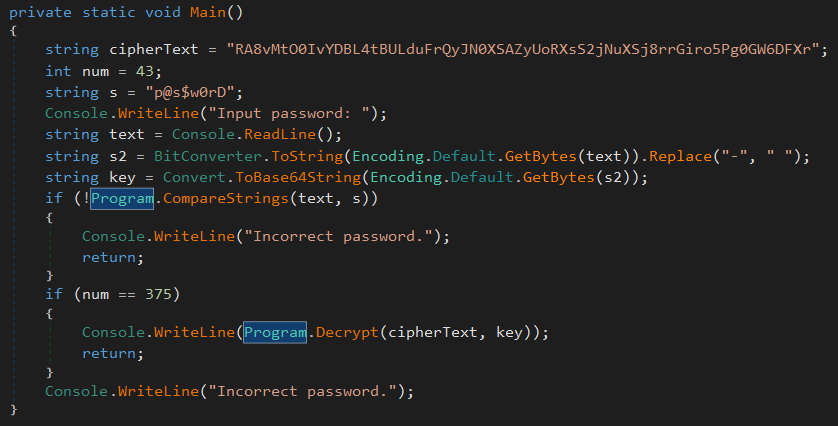 private static void Main()
{
string cipherText = "RA8vMtO0IvYDBL4tBULduFrQyJN0XSAZyUoRXsS2jNuXSj8rrGiro5Pg0GW6DFXr";
int num = 43;
string s = "p@s$w0rD";
Console.WriteLine("Input password: ");
string text = Console.ReadLine();
string s2 = BitConverter.ToString(Encoding.Default.GetBytes(text)).Replace("-", " ");
string key = Convert.ToBase64String(Encoding.Default.GetBytes(s2));
if (!Program.CompareStrings(text, s))
{
Console.WriteLine("Incorrect password.");
return;
}
if (num == 375)
{
Console.WriteLine(Program.Decrypt(cipherText, key));
return;
}
Console.WriteLine("Incorrect password.");
}